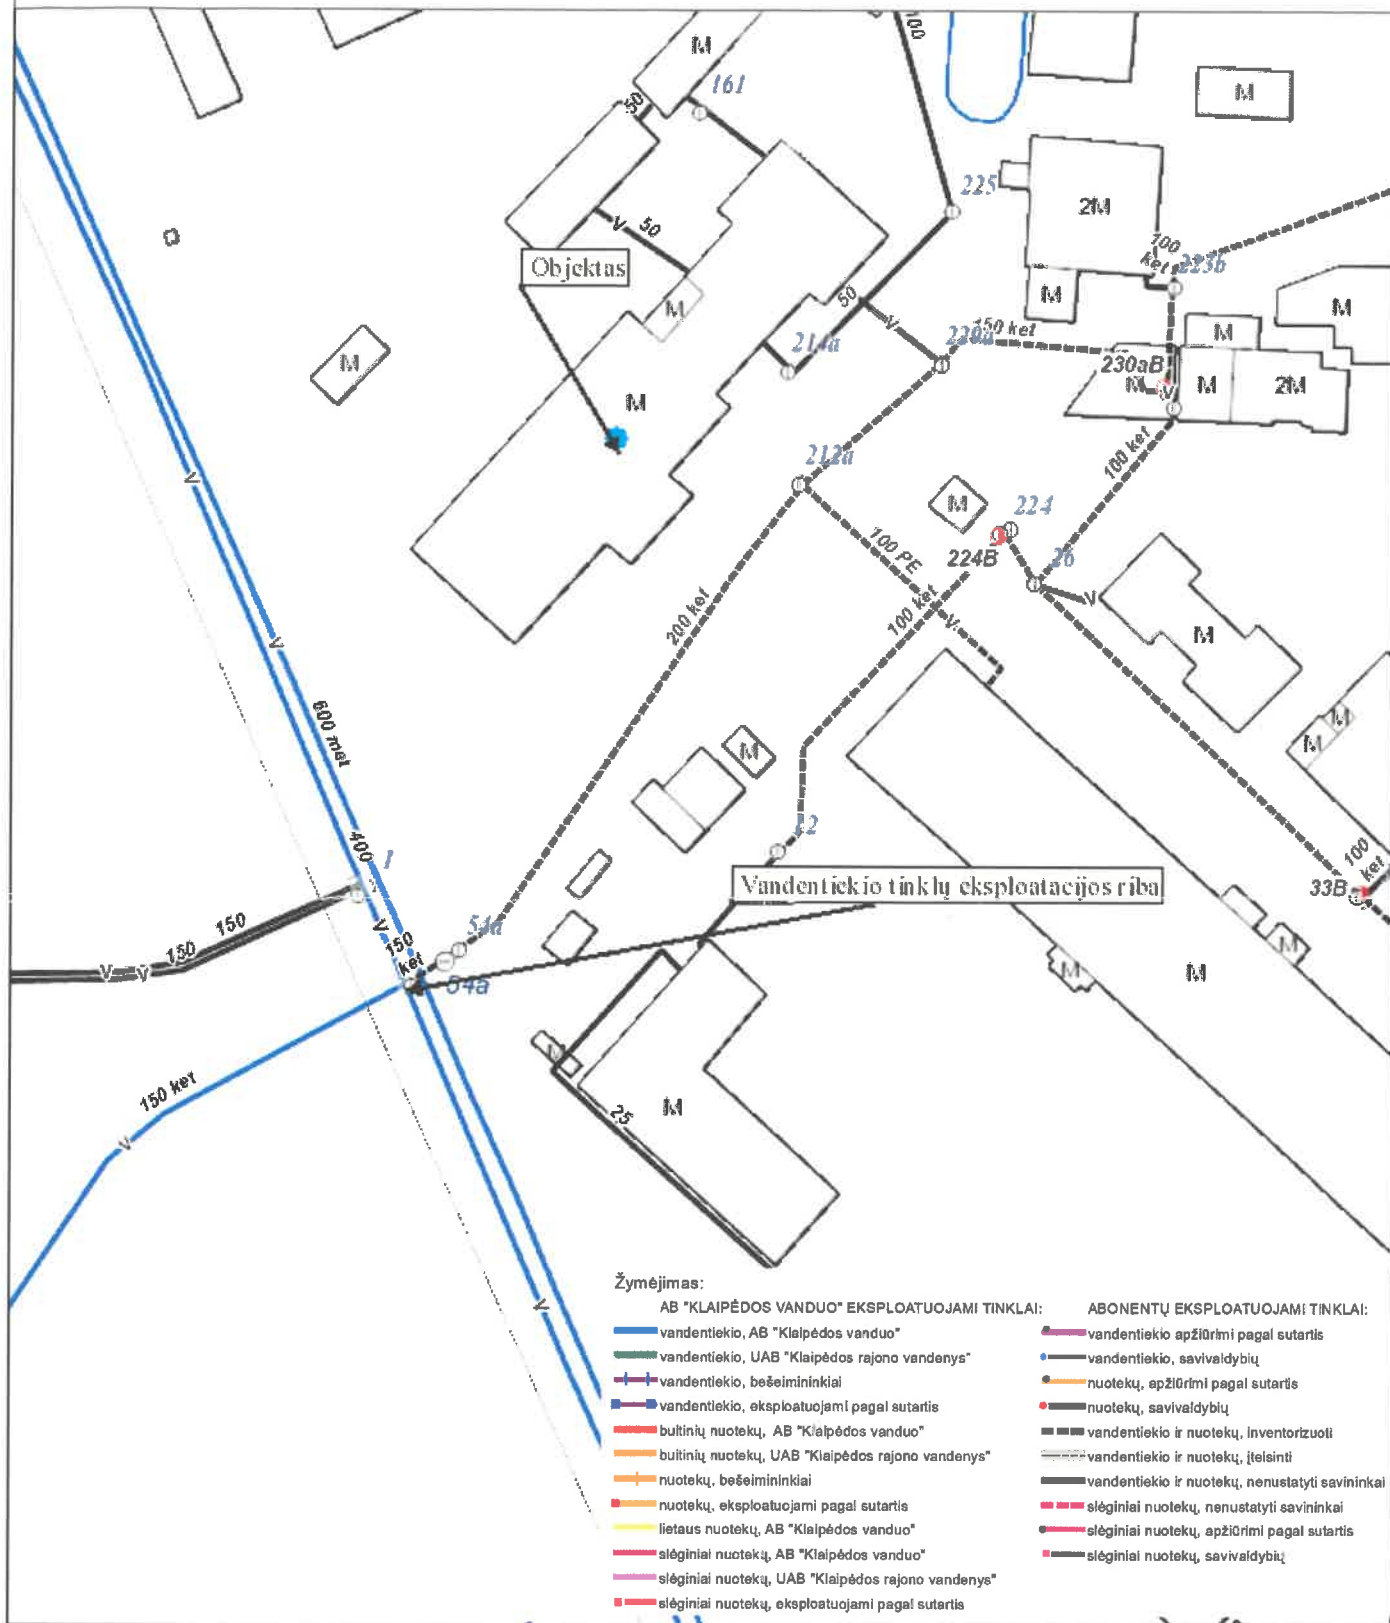 100
M
161
50
M
225
2M
V 50
Objektas
100
ket
223b
M
M
M
50
V
M
214a
220a
150 ket
M
230aB
M
M
V
M
2M
M
212a
100 ket
V
M
224
224B
26
100 PE
V
200 ket
100 ket
V
M
V
600 met
M
M
M
400
1
12
100
ket
33B
Vandentiekio tinklų eksploatacijos riba
150
150
V
V
V
54a
150
ket
54a
M
M
M
150 ket
V
M
25
M
V
Žymėjimas:
AB "KLAIPĖDOS VANDUO" EKSPLOATUOJAMI TINKLAI:
vandentiekio, AB "Klaipėdos vanduo"
vandentiekio, UAB "Klaipėdos rajono vandenys"
vandentiekio, bešeimininkiai
vandentiekio, eksploatuojami pagal sutartis
buitinių nuotekų, AB "Klaipėdos vanduo"
buitinių nuotekų, UAB "Klaipėdos rajono vandenys"
nuotekų, bešeimininkiai
nuotekų, eksploatuojami pagal sutartis
lietaus nuotekų, AB "Klaipėdos vanduo"
slėginiai nuotekų, AB "Klaipėdos vanduo"
slėginiai nuotekų, UAB "Klaipėdos rajono vandenys"
slėginiai nuotekų, eksploatuojami pagal sutartis
ABONENTŲ EKSPLOATUOJAMI TINKLAI:
vandentiekio apžiūrimi pagal sutartis
vandentiekio, savivaldybių
nuotekų, apžiūrimi pagal sutartis
nuotekų, savivaldybių
vandentiekio ir nuotekų, inventorizuoti
vandentiekio ir nuotekų, įteisinti
vandentiekio ir nuotekų, nenustatyti savininkai
slėginiai nuotekų, nenustatyti savininkai
slėginiai nuotekų, apžiūrimi pagal sutartis
slėginiai nuotekų, savivaldybių